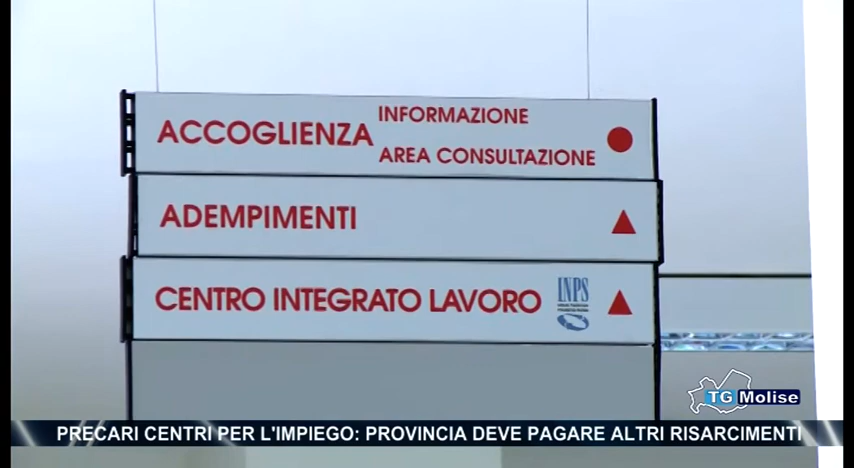 ACCOGLIENZA
INFORMAZIONE
AREA CONSULTAZIONE
ADEMPIMENTI
CENTRO INTEGRATO LAVORO
INPS
TG Molise
PRECARI CENTRI PER L'IMPIEGO: PROVINCIA DEVE PAGARE ALTRI RISARCIMENTI